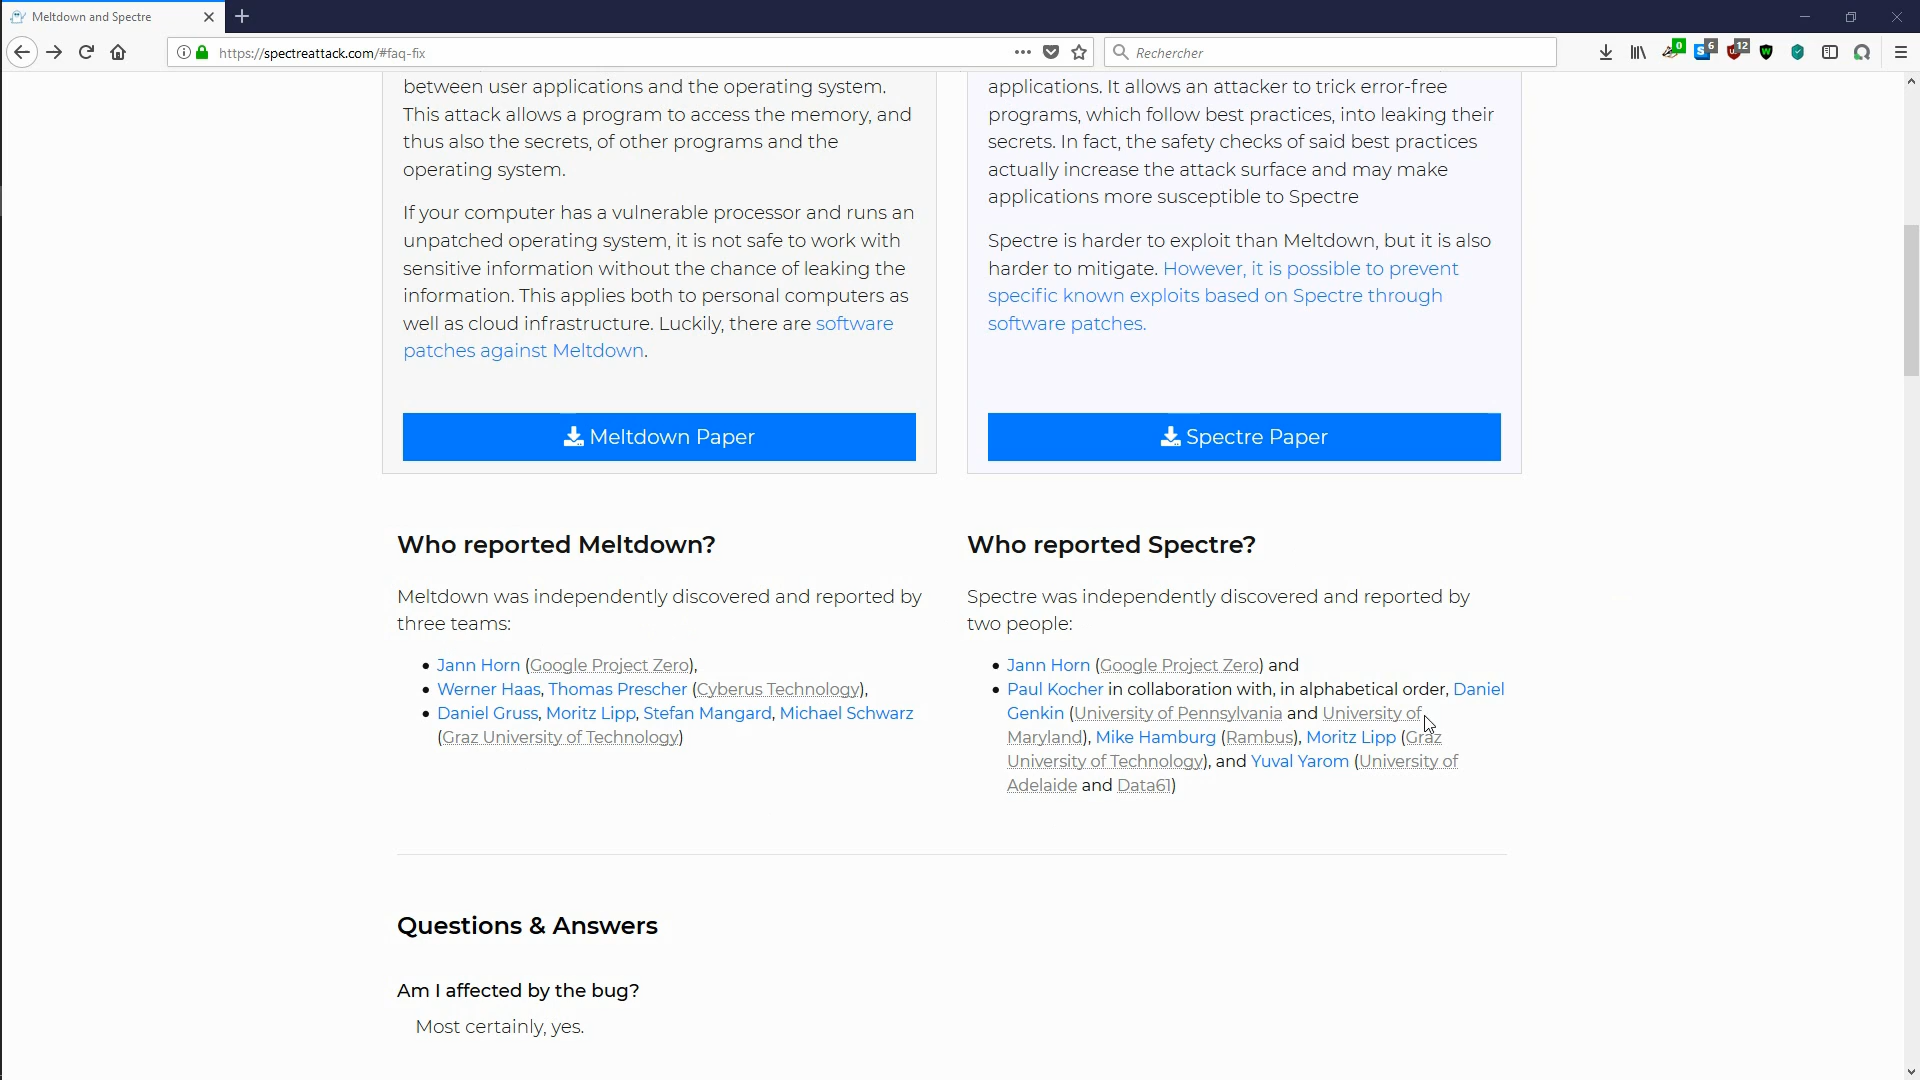 Meltdown and Spectre
https://spectreattack.com/#faq-fix
Rechercher
0
6
12
between user applications and the operating system.
This attack allows a program to access the memory, and
thus also the secrets, of other programs and the
operating system.
If your computer has a vulnerable processor and runs an
unpatched operating system, it is not safe to work with
sensitive information without the chance of leaking the
information. This applies both to personal computers as
well as cloud infrastructure. Luckily, there are software
patches against Meltdown.
Meltdown Paper
applications. It allows an attacker to trick error-free
programs, which follow best practices, into leaking their
secrets. In fact, the safety checks of said best practices
actually increase the attack surface and may make
applications more susceptible to Spectre
Spectre is harder to exploit than Meltdown, but it is also
harder to mitigate. However, it is possible to prevent
specific known exploits based on Spectre through
software patches.
Spectre Paper
Who reported Meltdown?
Meltdown was independently discovered and reported by
three teams:
• Jann Horn (Google Project Zero),
• Werner Haas, Thomas Prescher (Cyberus Technology),
• Daniel Gruss, Moritz Lipp, Stefan Mangard, Michael Schwarz
(Graz University of Technology)
Who reported Spectre?
Spectre was independently discovered and reported by
two people:
• Jann Horn (Google Project Zero) and
• Paul Kocher in collaboration with, in alphabetical order, Daniel
Genkin (University of Pennsylvania and University of
Maryland), Mike Hamburg (Rambus), Moritz Lipp (Graz
University of Technology), and Yuval Yarom (University of
Adelaide and Data61)
Questions & Answers
Am I affected by the bug?
Most certainly, yes.